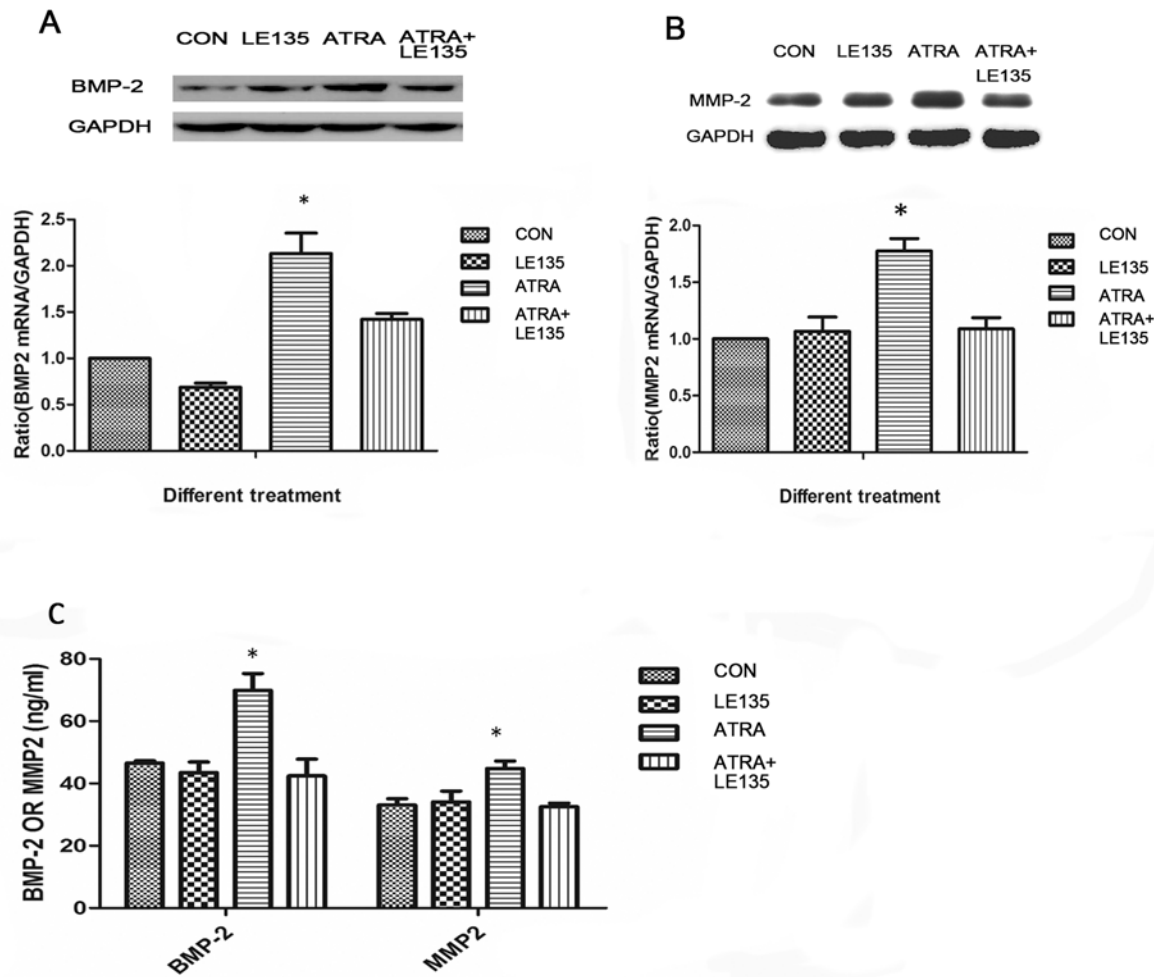 A
CON LE135 ATRA ATRA+
LE135
BMP-2
GAPDH
*
Ratio(BMP2 mRNA/GAPDH)
2.5
2.0
1.5
1.0
0.5
0.0
Different treatment
CON
LE135
ATRA
ATRA+
LE135
B
CON LE135 ATRA ATRA+
LE135
MMP-2
GAPDH
*
Ratio(MMP2 mRNA/GAPDH)
2.0
1.5
1.0
0.5
0.0
Different treatment
CON
LE135
ATRA
ATRA+
LE135
C
BMP-2 OR MMP2 (ng/ml)
80
60
40
20
0
*
*
BMP-2
MMP2
CON
LE135
ATRA
ATRA+
LE135